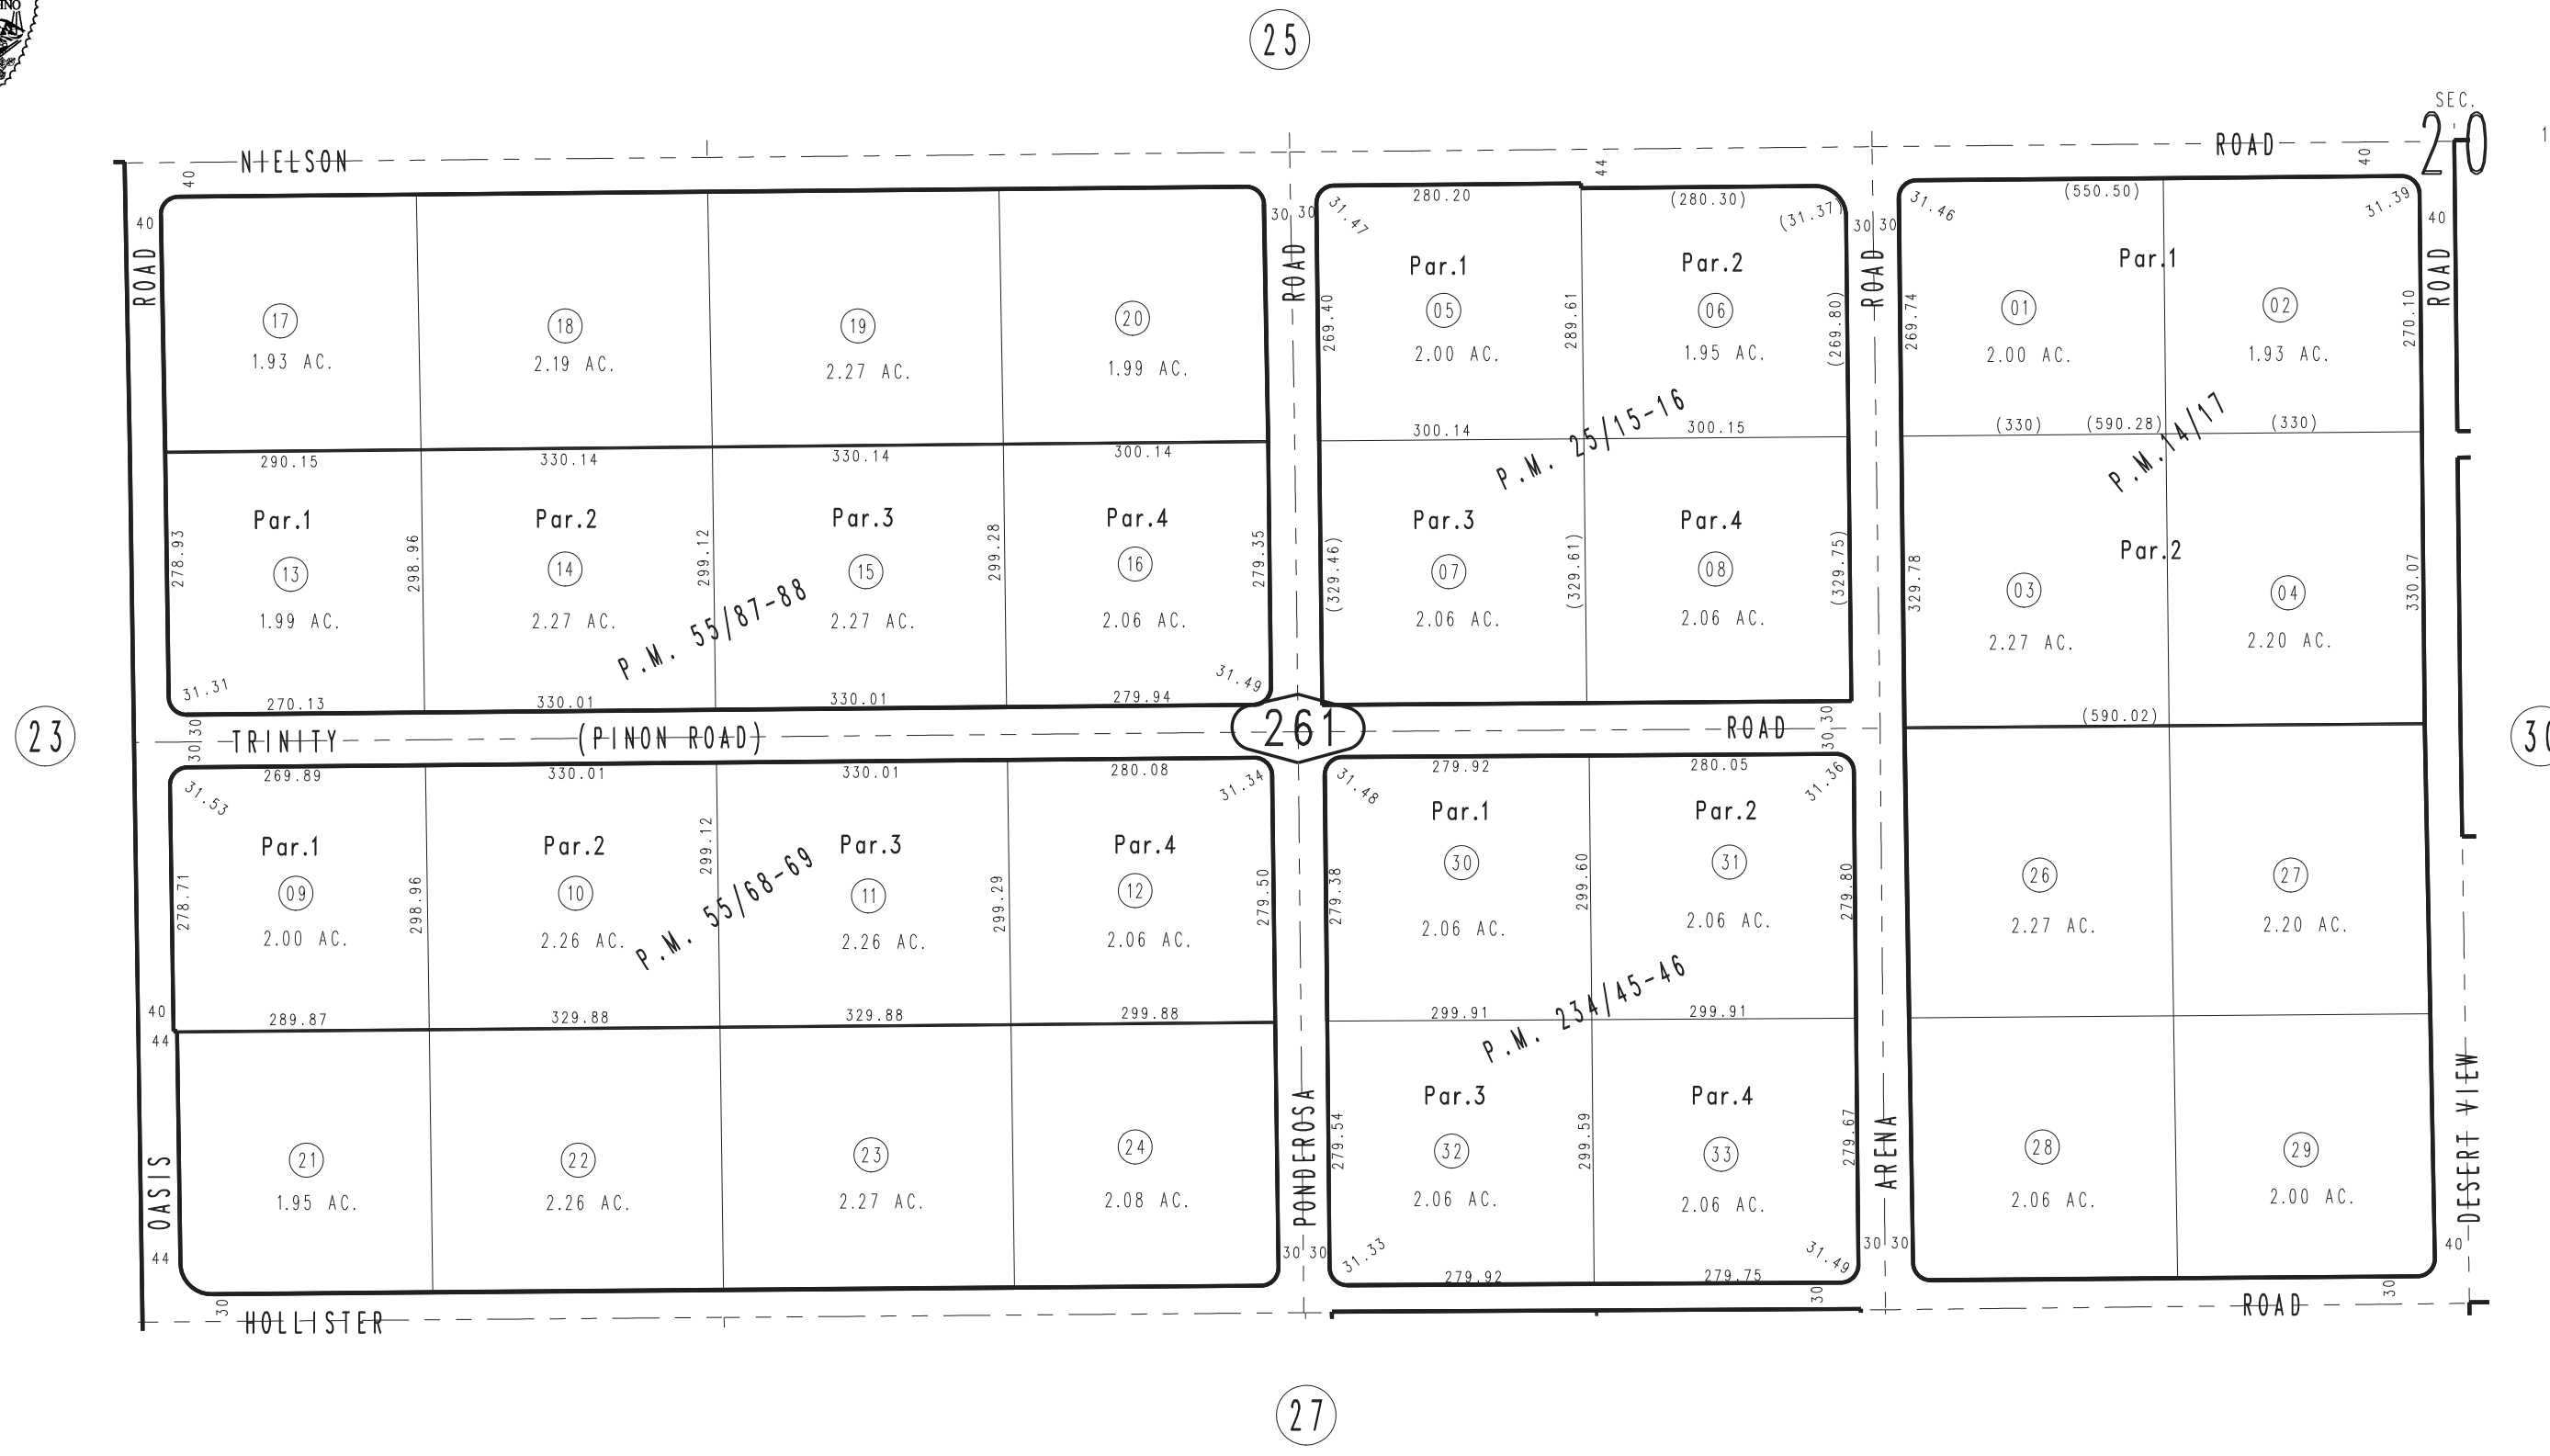 25
SEC.
20
NIELSON
ROAD
40
44
40
40
ROAD
17
1.93 AC.
18
2.19 AC.
19
2.27 AC.
20
1.99 AC.
30 30
ROAD
280.20
31.47
Par.1
05
2.00 AC.
269.40
289.61
300.14
(280.30)
(31.37)
Par.2
06
1.95 AC.
(269.80)
300.15
P.M. 25/15-16
30 30
ROAD
(550.50)
31.46
31.39
Par.1
01
2.00 AC.
02
1.93 AC.
269.74
270.10
(330)
(590.28)
(330)
P.M. 14/17
40
ROAD
290.15
330.14
330.14
300.14
Par.1
13
1.99 AC.
278.93
298.96
Par.2
14
2.27 AC.
299.12
Par.3
15
2.27 AC.
299.28
Par.4
16
2.06 AC.
279.35
P.M. 55/87-88
31.31
31.49
270.13
330.01
330.01
279.94
Par.3
07
2.06 AC.
(329.46)
(329.61)
Par.4
08
2.06 AC.
(329.75)
Par.2
03
2.27 AC.
04
2.20 AC.
329.78
330.07
(590.02)
23
30 30
TRINITY
(PINON ROAD)
261
ROAD
30 30
269.89
330.01
330.01
280.08
31.53
31.34
Par.1
09
2.00 AC.
278.71
298.96
Par.2
10
2.26 AC.
299.12
Par.3
11
2.26 AC.
299.29
Par.4
12
2.06 AC.
279.50
P.M. 55/68-69
289.87
329.88
329.88
299.88
279.92
280.05
31.48
31.36
Par.1
30
2.06 AC.
279.38
299.60
Par.2
31
2.06 AC.
279.80
299.91
299.91
P.M. 234/45-46
26
2.27 AC.
27
2.20 AC.
40
44
OASIS
44
21
1.95 AC.
22
2.26 AC.
23
2.27 AC.
24
2.08 AC.
PONDEROSA
30 30
Par.3
32
2.06 AC.
279.54
299.59
Par.4
33
2.06 AC.
279.67
31.33
31.49
279.92
279.75
ARENA
30 30
28
2.06 AC.
29
2.00 AC.
DESERT VIEW
40
30
30
30
HOLLISTER
ROAD
27